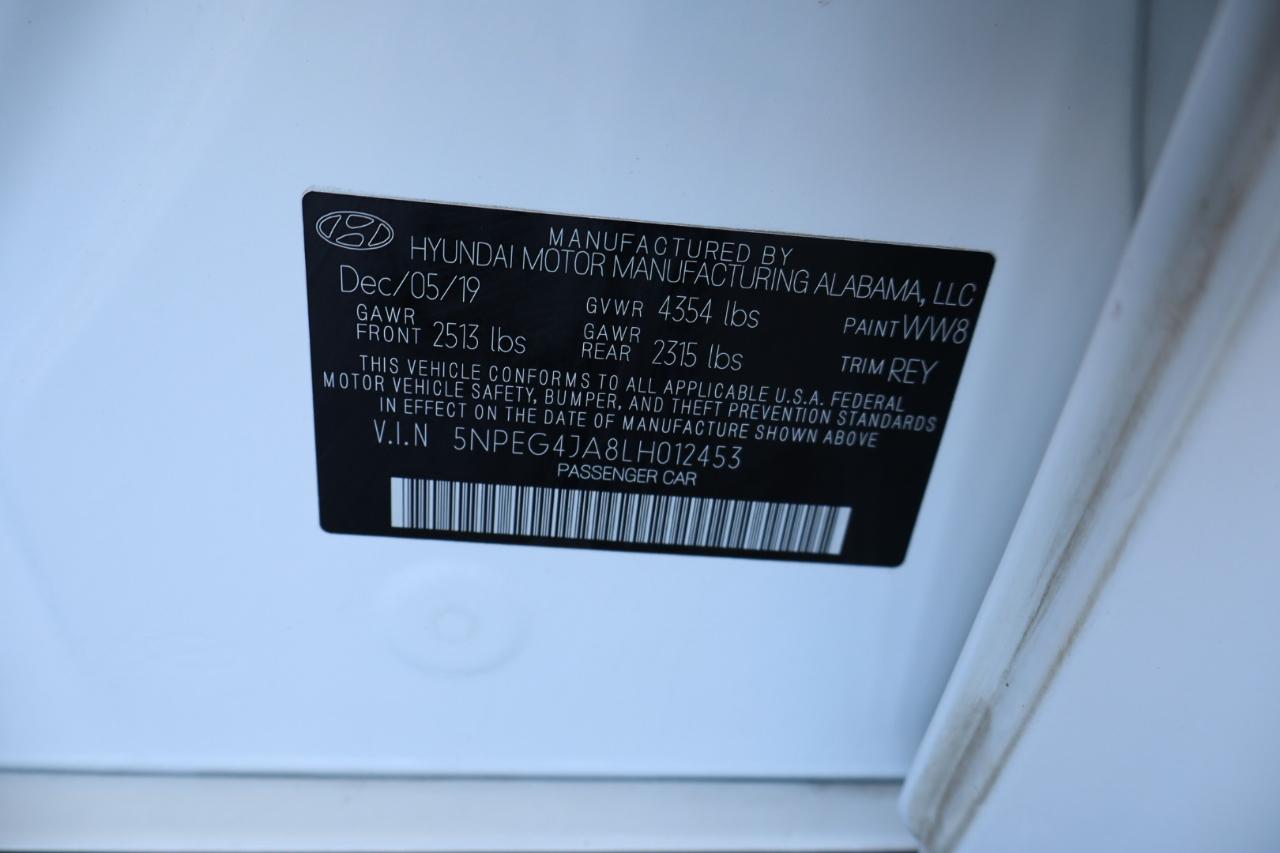 MANUFACTURED BY
HYUNDAI MOTOR MANUFACTURING ALABAMA, LLC
Dec/05/19
GVWR 4354 lbs
PAINT WW8
GAWR
FRONT 2513 lbs
GAWR
REAR 2315 lbs
TRIM REY
THIS VEHICLE CONFORMS TO ALL APPLICABLE U.S.A. FEDERAL
MOTOR VEHICLE SAFETY, BUMPER, AND THEFT PREVENTION STANDARDS
IN EFFECT ON THE DATE OF MANUFACTURE SHOWN ABOVE
V.I.N 5NPEG4JA8LH012453
PASSENGER CAR